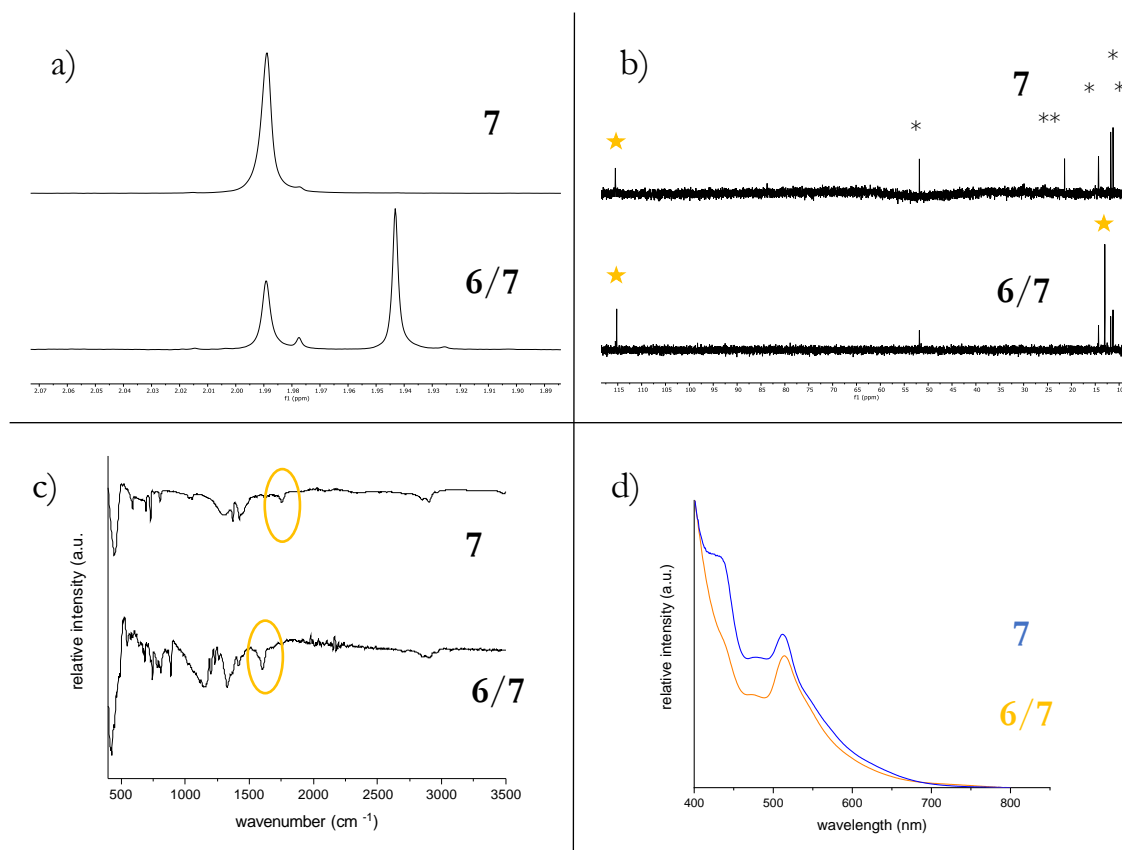 a)
7
6/7
2.07 2.06 2.05 2.04 2.03 2.02 2.01 2.00 1.99 1.98 1.97 1.96 1.95 1.94 1.93 1.92 1.91 1.90 1.89
f1 (ppm)
b)
7
*
*
*
**
*
6/7
115 110 105 100 95 90 85 80 75 70 65 60 55 50 45 40 35 30 25 20 15 10
f1 (ppm)
c)
7
6/7
relative intensity (a.u.
500 1000 1500 2000 2500 3000 3500
wavenumber (cm -1)
d)
7
6/7
relative intensity (a.u.)
400 500 600 700 800
wavelength (nm)